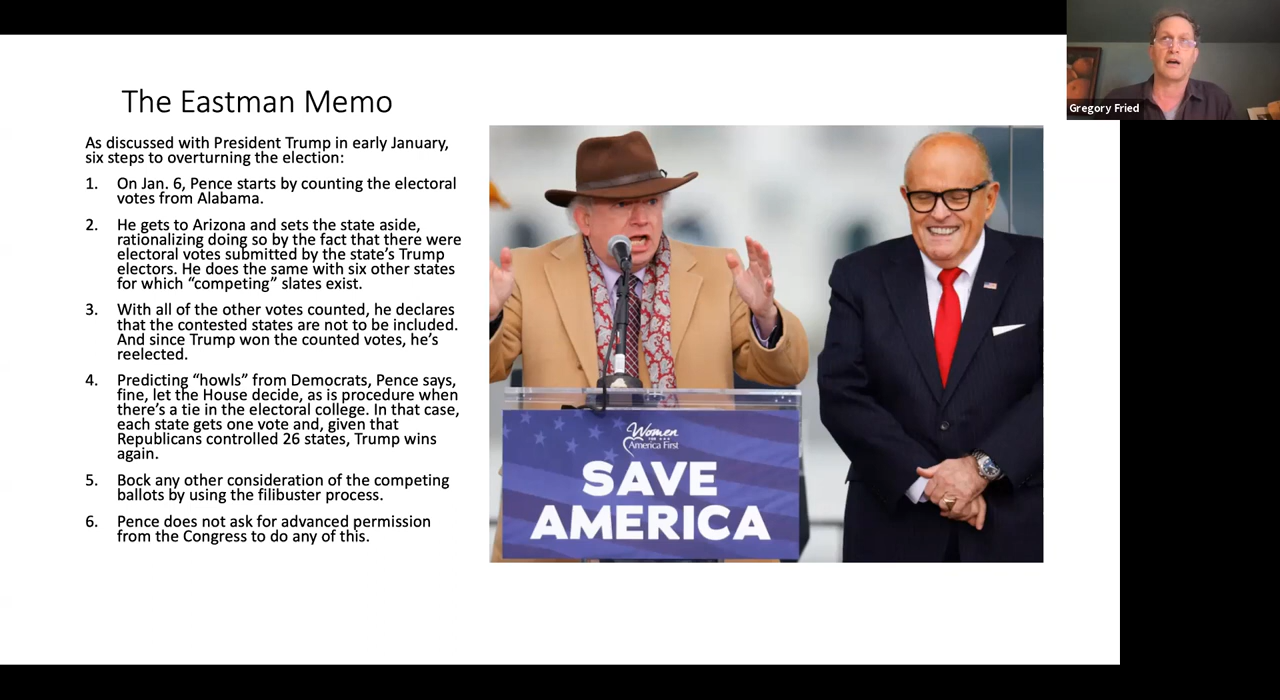 Gregory Fried
The Eastman Memo
As discussed with President Trump in early January,
six steps to overturning the election:
1. On Jan. 6, Pence starts by counting the electoral
votes from Alabama.
2. He gets to Arizona and sets the state aside,
rationalizing doing so by the fact that there were
electoral votes submitted by the state’s Trump
electors. He does the same with six other states
for which “competing” slates exist.
3. With all of the other votes counted, he declares
that the contested states are not to be included.
And since Trump won the counted votes, he’s
reelected.
4. Predicting “howls” from Democrats, Pence says,
fine, let the House decide, as is procedure when
there’s a tie in the electoral college. In that case,
each state gets one vote and, given that
Republicans controlled 26 states, Trump wins
again.
5. Bock any other consideration of the competing
ballots by using the filibuster process.
6. Pence does not ask for advanced permission
from the Congress to do any of this.
Women
America First
SAVE
AMERICA